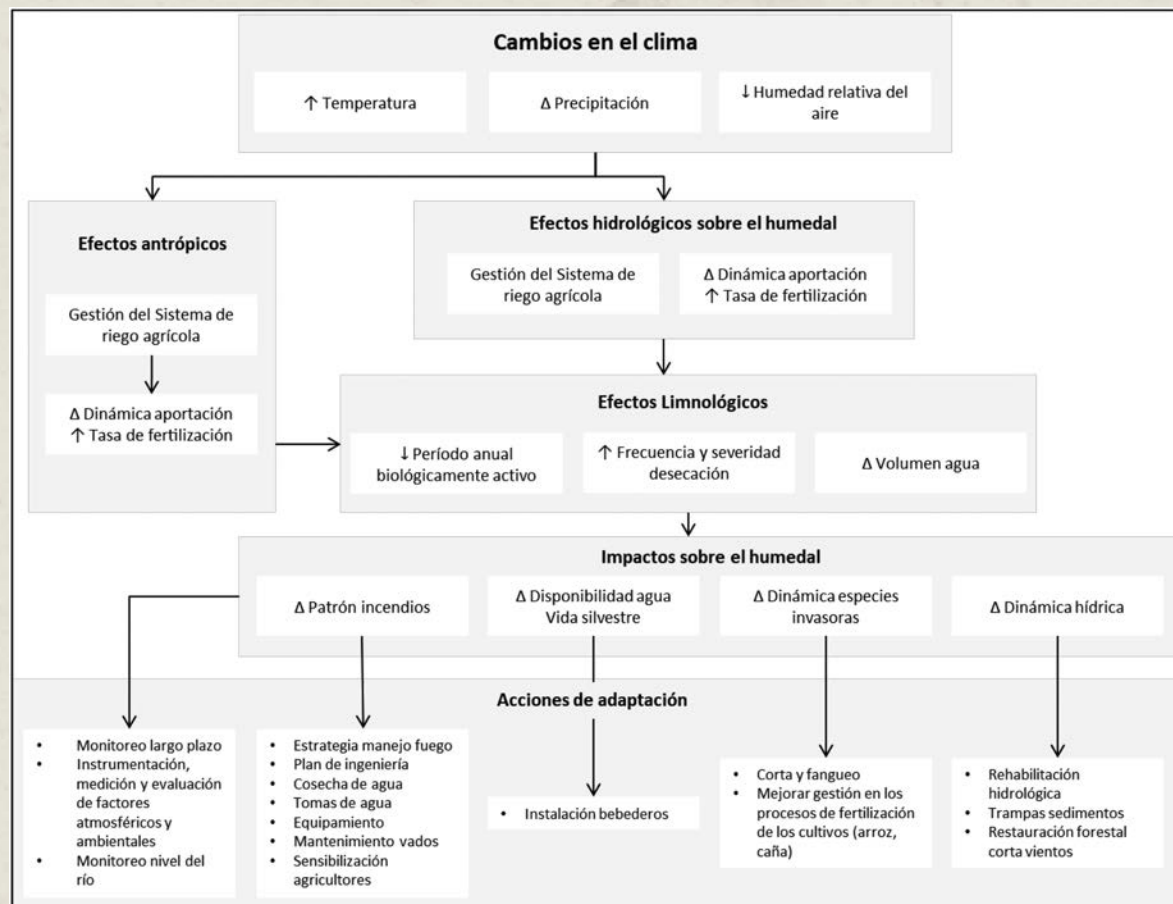 Cambios en el clima
↑ Temperatura
Δ Precipitación
↓ Humedad relativa del
aire
Efectos antrópicos
Gestión del Sistema de
riego agrícola
Δ Dinámica aportación
↑ Tasa de fertilización
Efectos hidrológicos sobre el humedal
Gestión del Sistema de
riego agrícola
Δ Dinámica aportación
↑ Tasa de fertilización
Efectos Limnológicos
↓ Período anual
biológicamente activo
↑ Frecuencia y severidad
desecación
Δ Volumen agua
Impactos sobre el humedal
Δ Patrón incendios
Δ Disponibilidad agua
Vida silvestre
Δ Dinámica especies
invasoras
Δ Dinámica hídrica
Acciones de adaptación
• Monitoreo largo plazo
• Instrumentación,
medición y evaluación
de factores
atmosféricos y
ambientales
• Monitoreo nivel del
río
• Estrategia manejo fuego
• Plan de ingeniería
• Cosecha de agua
• Tomas de agua
• Equipamiento
• Mantenimiento vados
• Sensibilización
agricultores
• Instalación bebederos
• Corta y fangueo
• Mejorar gestión en los
procesos de fertilización
de los cultivos (arroz,
caña)
• Rehabilitación
hidrológica
• Trampas sedimentos
• Restauración forestal
corta vientos